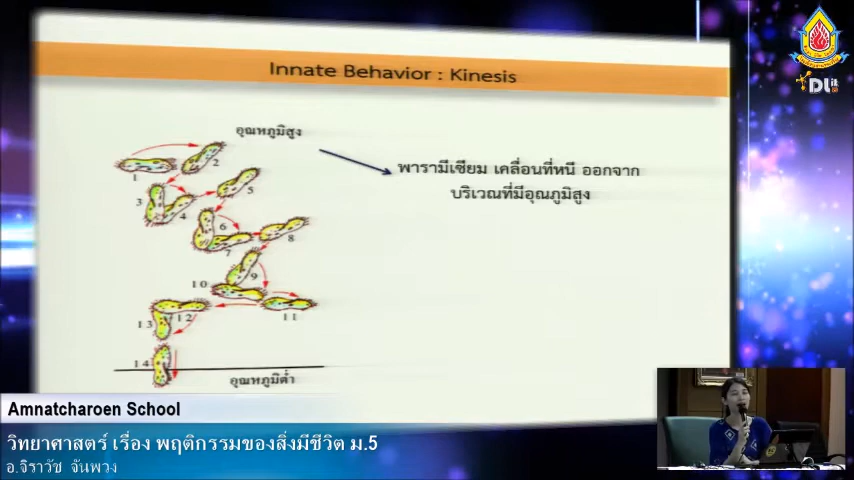 Innate Behavior : Kinesis
อุณหภูมิสูง
พารามีเซียม เคลื่อนที่หนี ออกจาก
บริเวณที่มีอุณภูมิสูง
1
2
3
4
5
6
7
8
9
10
11
12
13
14
อุณหภูมิต่ำ
DLit
Amnatcharoen School
วิทยาศาสตร์ เรื่อง พฤติกรรมของสิ่งมีชีวิต ม.5
อ.จิราวัช จันพวง